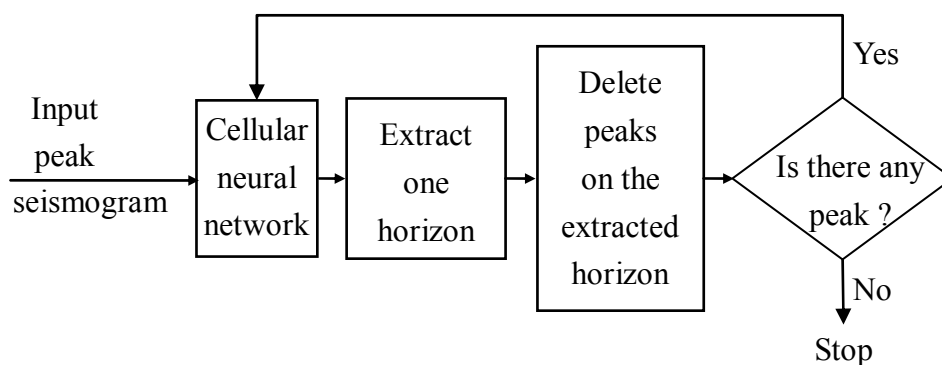 Input
peak
seismogram
Cellular
neural
network
Extract
one
horizon
Delete
peaks
on the
extracted
horizon
Is there any
peak ?
Yes
No
Stop